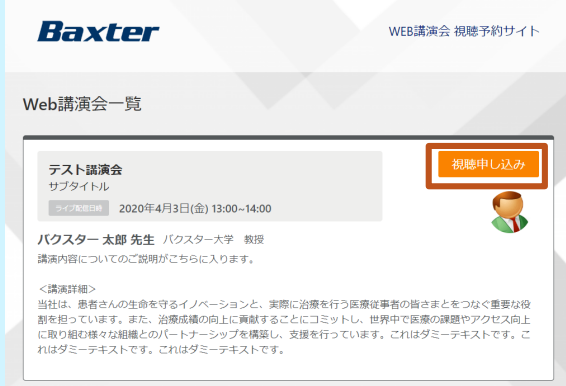 Baxter
WEB講演会 視聴予約サイト
Web講演会一覧
視聴申し込み
テスト講演会
サブタイトル
ライブ配信日時 2020年4月3日(金) 13:00~14:00
バクスター 太郎 先生 バクスター大学 教授
講演内容についてのご説明がこちらに入ります。
＜講演詳細＞
当社は、患者さんの生命を守るイノベーションと、実際に治療を行う医療従事者の皆さまとをつなぐ重要な役
割を担っています。また、治療成績の向上に貢献することにコミットし、世界中で医療の課題やアクセス向上
に取り組む様々な組織とのパートナーシップを構築し、支援を行っています。これはダミーテキストです。こ
れはダミーテキストです。これはダミーテキストです。